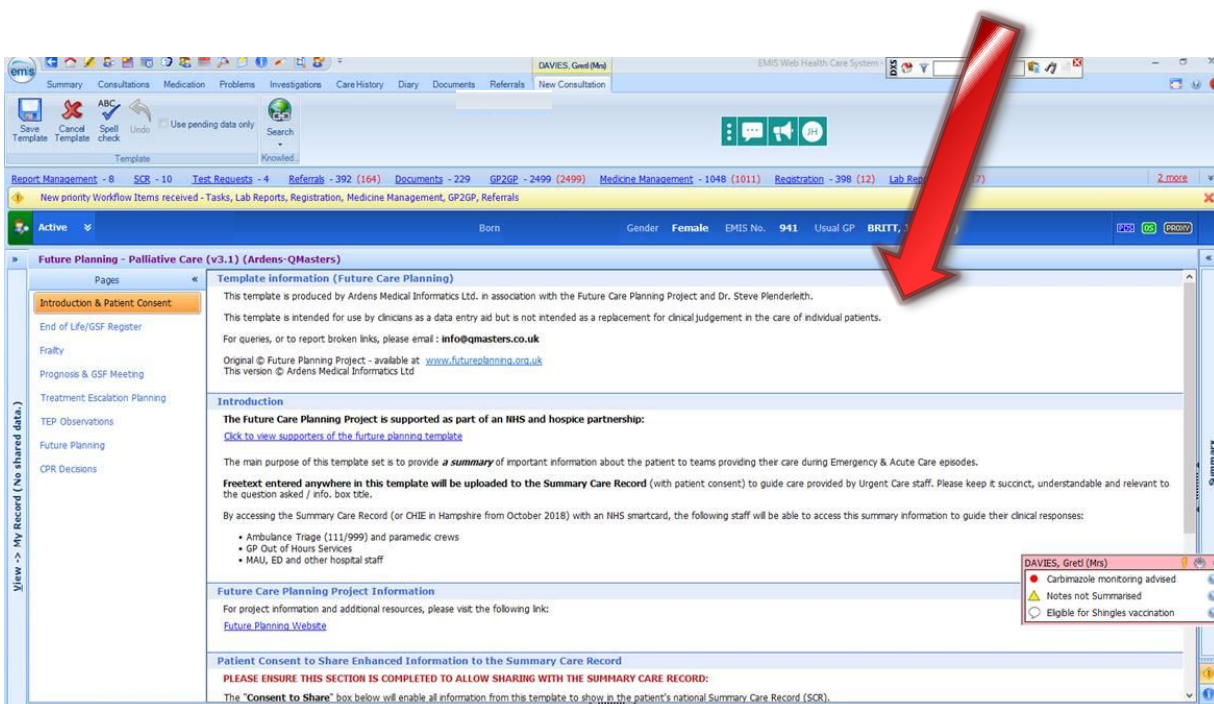 emis
DAVIES, Gretl (Mrs)
EMIS Web Health Care System -
DXS
Summary Consultations Medication Problems Investigations Care History Diary Documents Referrals New Consultation
Save Template
Cancel Template
ABC
Spell check
Undo
Use pending data only
Search
JH
Template
Knowled...
Report Management - 8 SCR - 10 Test Requests - 4 Referrals - 392 (164) Documents - 229 GP2GP - 2499 (2499) Medicine Management - 1048 (1011) Registration - 398 (12) Lab 2 more
New priority Workflow Items received - Tasks, Lab Reports, Registration, Medicine Management, GP2GP, Referrals
Active Born Gender Female EMIS No. 941 Usual GP BRITT, PROXY
Future Planning - Palliative Care (v3.1) (Ardens-QMasters)
Pages
Introduction & Patient Consent
End of Life/GSF Register
Frailty
Prognosis & GSF Meeting
Treatment Escalation Planning
TEP Observations
Future Planning
CPR Decisions
View -> My Record (No shared data.)
Template information (Future Care Planning)
This template is produced by Ardens Medical Informatics Ltd. in association with the Future Care Planning Project and Dr. Steve Plenderleith.
This template is intended for use by clinicians as a data entry aid but is not intended as a replacement for clinical judgement in the care of individual patients.
For queries, or to report broken links, please email : info@qmasters.co.uk
Original © Future Planning Project - available at www.futureplanning.org.uk
This version © Ardens Medical Informatics Ltd
Introduction
The Future Care Planning Project is supported as part of an NHS and hospice partnership:
Click to view supporters of the furture planning template
The main purpose of this template set is to provide a summary of important information about the patient to teams providing their care during Emergency & Acute Care episodes.
Freetext entered anywhere in this template will be uploaded to the Summary Care Record (with patient consent) to guide care provided by Urgent Care staff. Please keep it succinct, understandable and relevant to
the question asked / info. box title.
By accessing the Summary Care Record (or CHIE in Hampshire from October 2018) with an NHS smartcard, the following staff will be able to access this summary information to guide their clinical responses:
• Ambulance Triage (111/999) and paramedic crews
• GP Out of Hours Services
• MAU, ED and other hospital staff
Future Care Planning Project Information
For project information and additional resources, please visit the following link:
Future Planning Website
Patient Consent to Share Enhanced Information to the Summary Care Record
PLEASE ENSURE THIS SECTION IS COMPLETED TO ALLOW SHARING WITH THE SUMMARY CARE RECORD:
The "Consent to Share" box below will enable all information from this template to show in the patient's national Summary Care Record (SCR).
Summary
DAVIES, Gretl (Mrs)
Carbimazole monitoring advised
Notes not Summarised
Eligible for Shingles vaccination